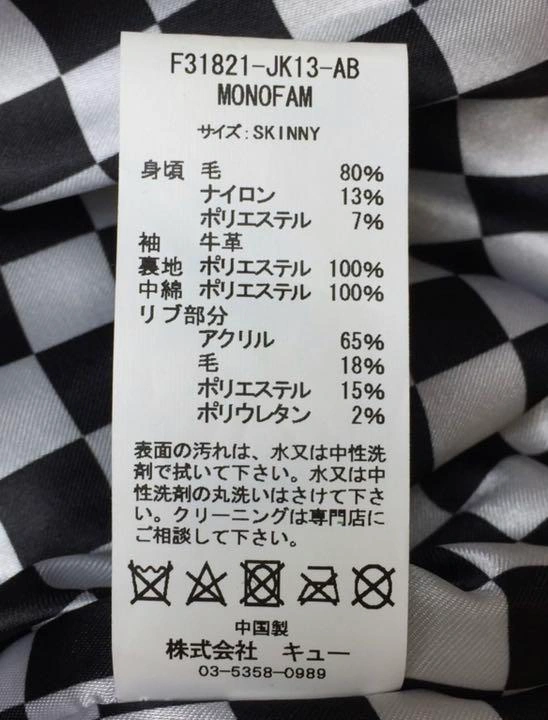 F31821-JK13-AB
MONOFAM
サイズ:SKINNY
身頃 毛 80%
ナイロン 13%
ポリエステル 7%
袖 牛革
裏地 ポリエステル 100%
中綿 ポリエステル 100%
リブ部分
アクリル 65%
毛 18%
ポリエステル 15%
ポリウレタン 2%
表面の汚れは、水又は中性洗
剤で拭いて下さい。水又は中
性洗剤の丸洗いはさけて下さ
い。クリーニングは専門店に
ご相談して下さい。
中国製
株式会社 キュー
03-5358-0989